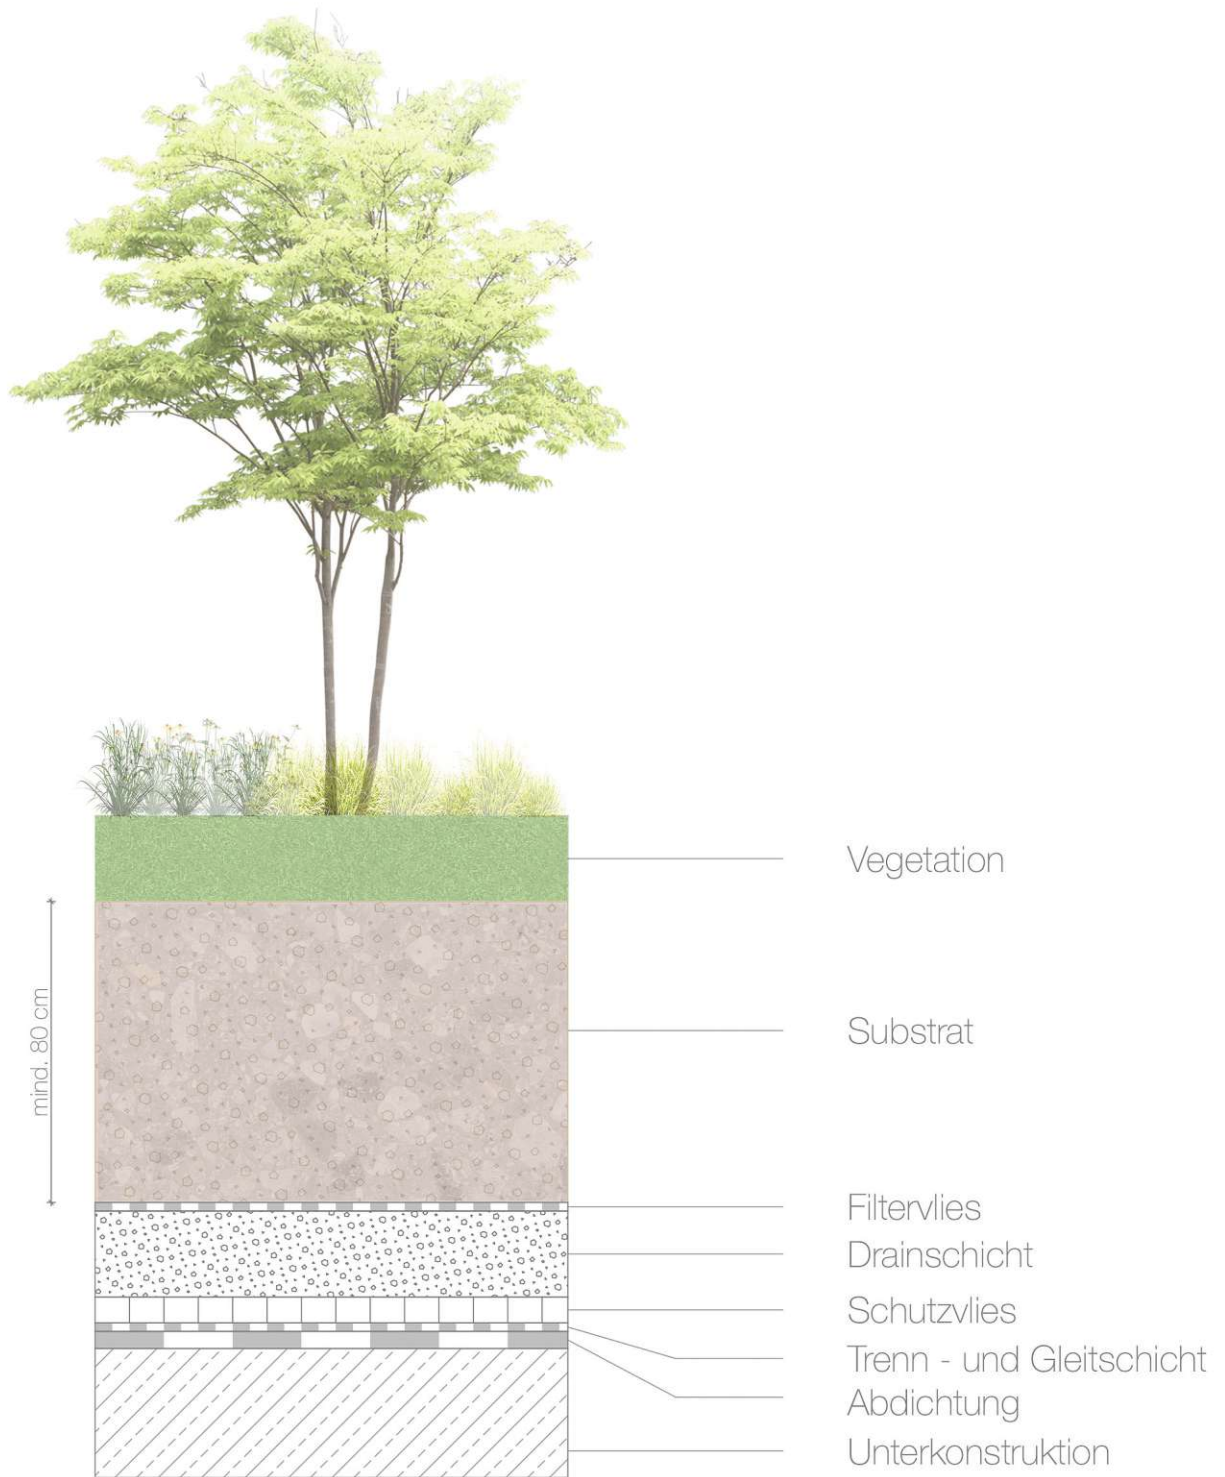 Vegetation
mind. 80 cm
Substrat
Filtervlies
Drainschicht
Schutzvlies
Trenn - und Gleitschicht
Abdichtung
Unterkonstruktion